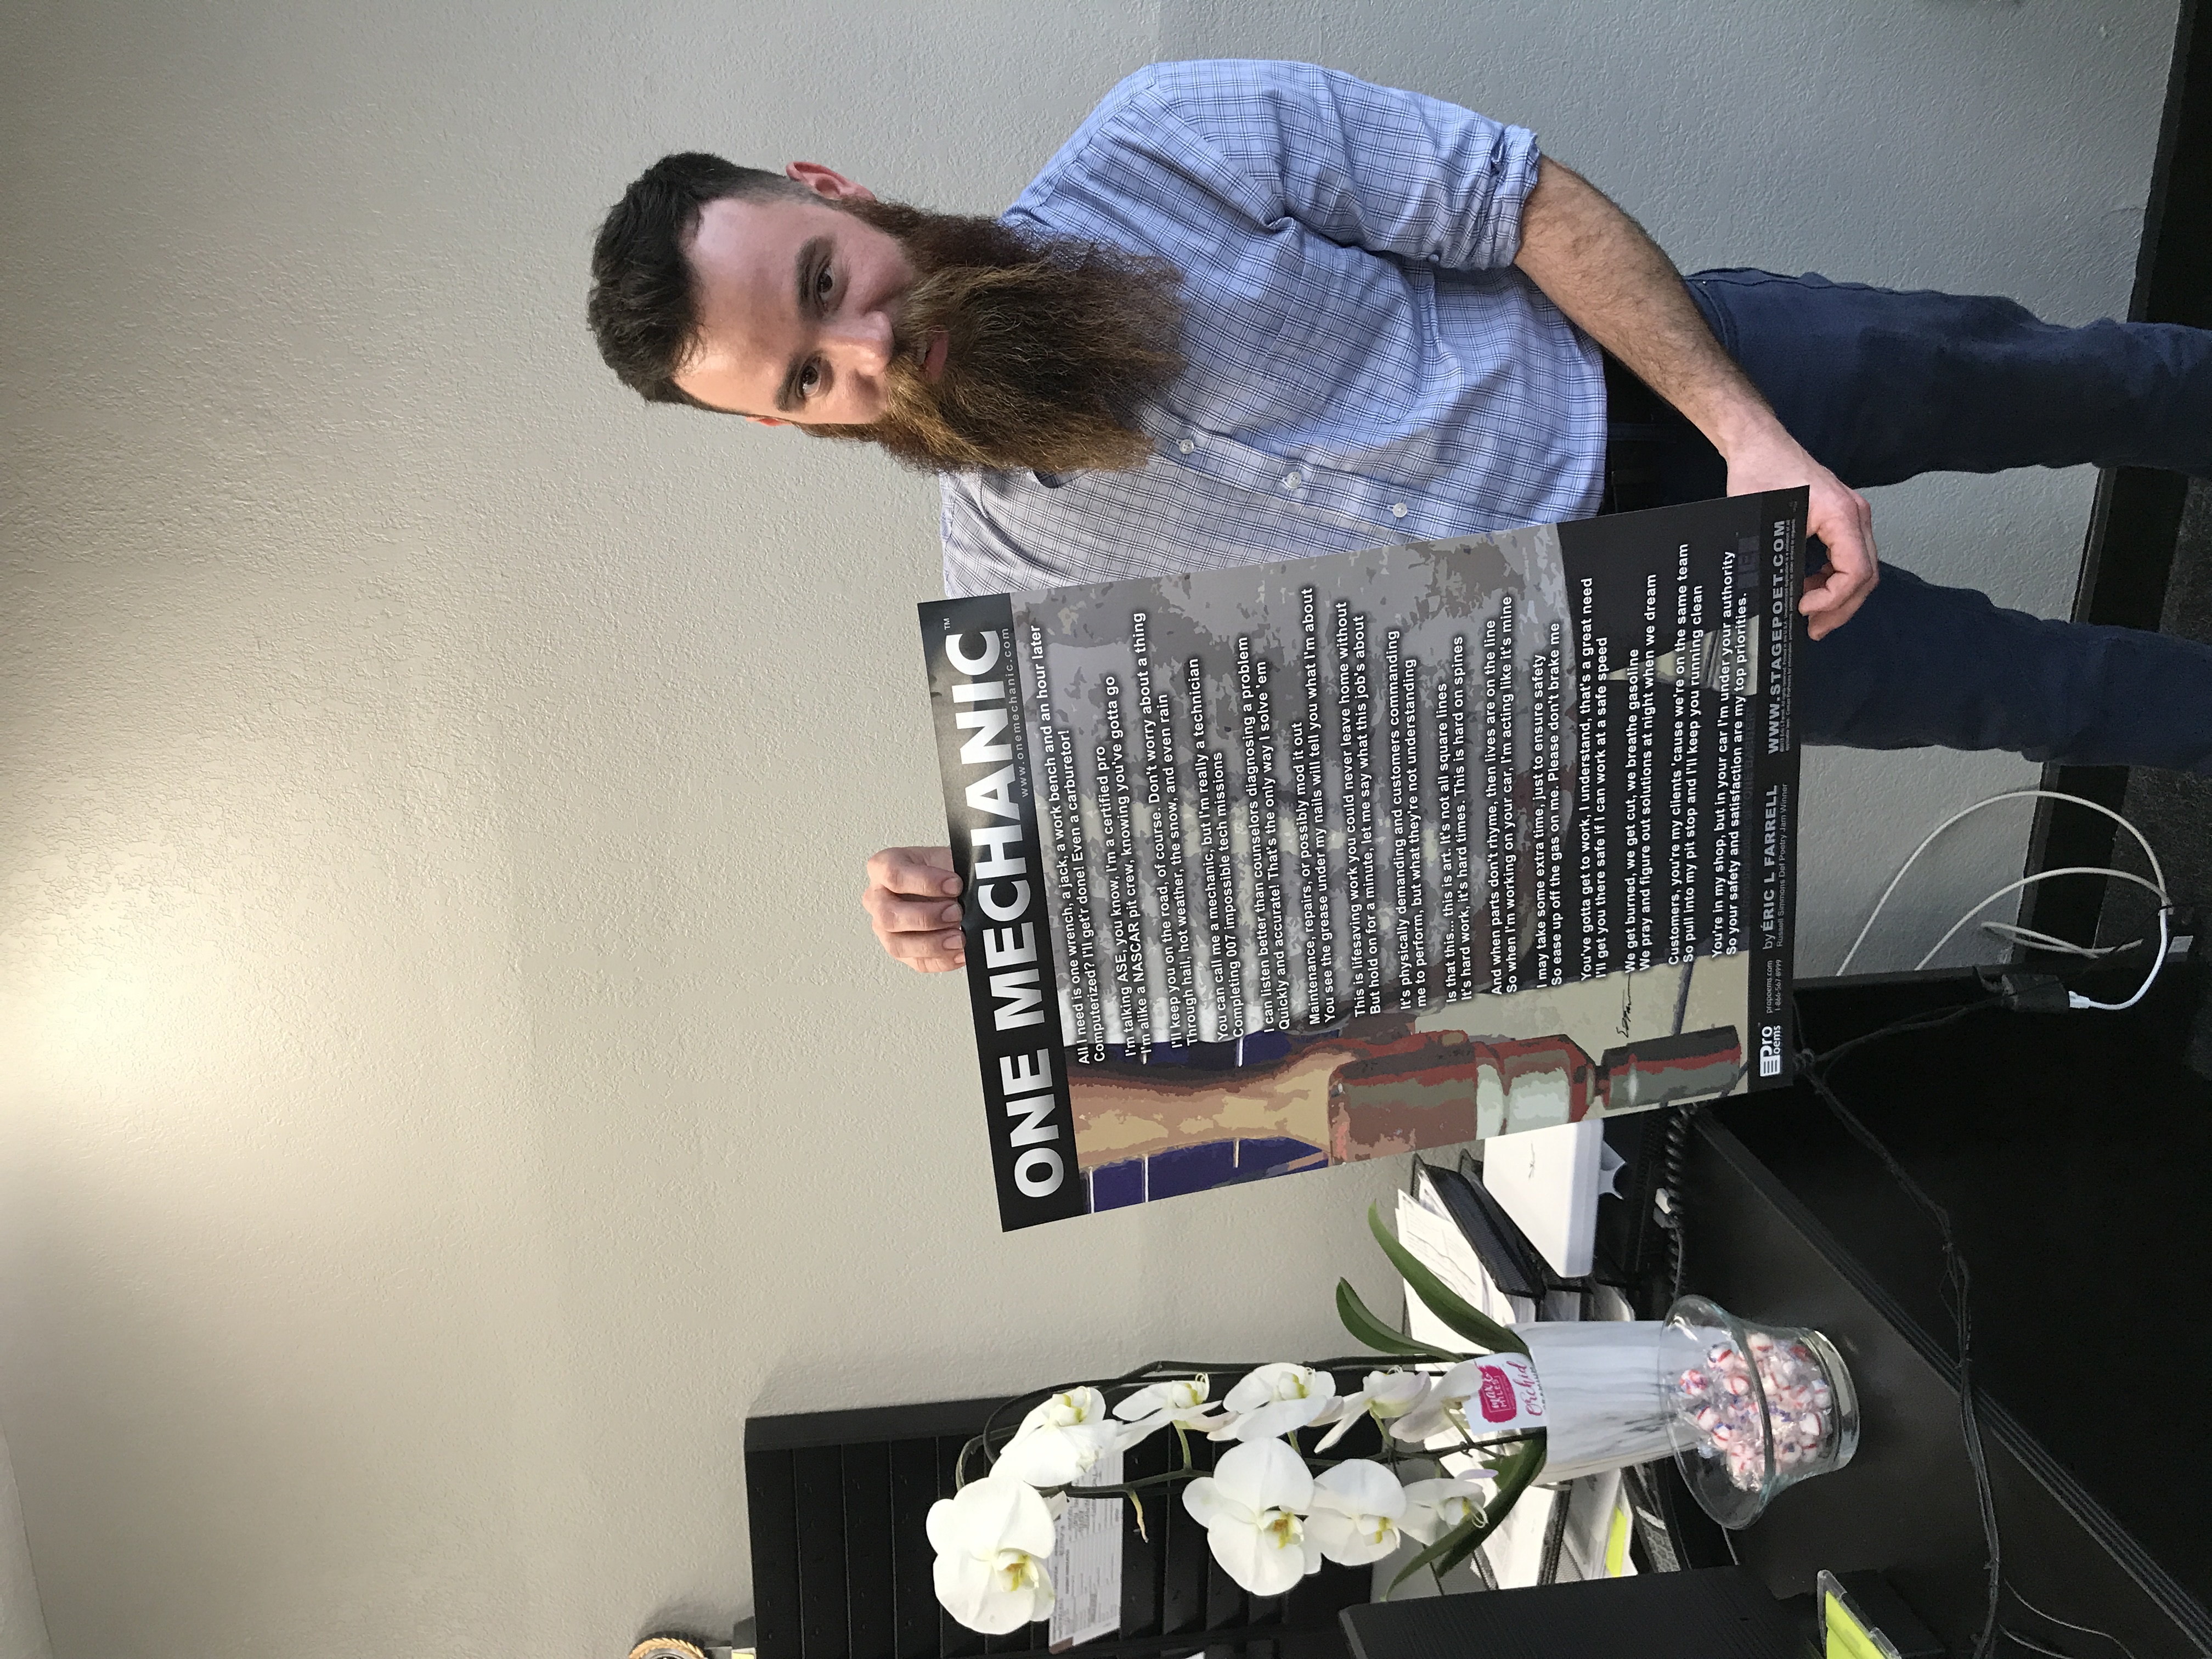 ONE MECHANIC™
www.onemechanic.com
All I need is one wrench, a jack, a work bench and an hour later
Computerized? I'll get'r done! Even a carburetor!
I'm talking ASE, you know, I'm a certified pro
I'm alike a NASCAR pit crew, knowing you've gotta go
I'll keep you on the road, of course. Don't worry about a thing
Through hail, hot weather, the snow, and even rain
You can call me a mechanic, but I'm really a technician
Completing 007 impossible tech missions
I can listen better than counselors diagnosing a problem
Quickly and accurate! That's the only way I solve 'em
Maintenance, repairs, or possibly mod it out
You see the grease under my nails will tell you what I'm about
This is lifesaving work you could never leave home without
But hold on for a minute, let me say what this job's about
It's physically demanding and customers commanding
me to perform, but what they're not understanding
Is that this... this is art. It's not all square lines
It's hard work, it's hard times. This is hard on spines
And when parts don't rhyme, then lives are on the line
So when I'm working on your car, I'm acting like it's mine
I may take some extra time, just to ensure safety
So ease up off the gas on me. Please don't brake me
You've gotta get to work, I understand, that's a great need
I'll get you there safe if I can work at a safe speed
We get burned, we get cut, we breathe gasoline
We pray and figure out solutions at night when we dream
Customers, you're my clients 'cause we're on the same team
So pull into my pit stop and I'll keep you running clean
You're in my shop, but in your car I'm under your authority
So your safety and satisfaction are my top priorities.
Pro Poems
propoems.com
1-866-567-8999
by ERIC L FARRELL
Russell Simmons Def Poetry Jam Winner
WWW.STAGEPOET.COM
Orchid